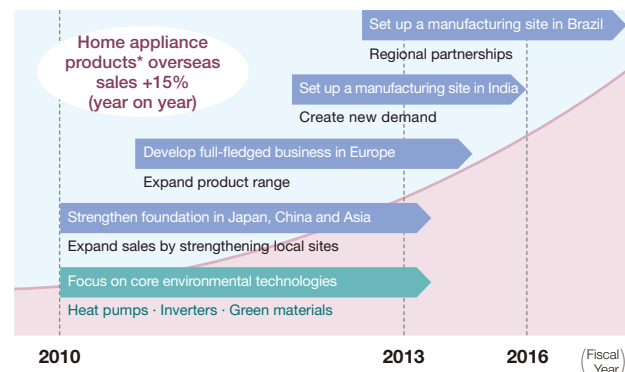 Set up a manufacturing site in Brazil
Regional partnerships
Home appliance
products* overseas
sales +15%
(year on year)
Set up a manufacturing site in India
Create new demand
Develop full-fledged business in Europe
Expand product range
Strengthen foundation in Japan, China and Asia
Expand sales by strengthening local sites
Focus on core environmental technologies
Heat pumps · Inverters · Green materials
2010 2013 2016 (Fiscal
Year